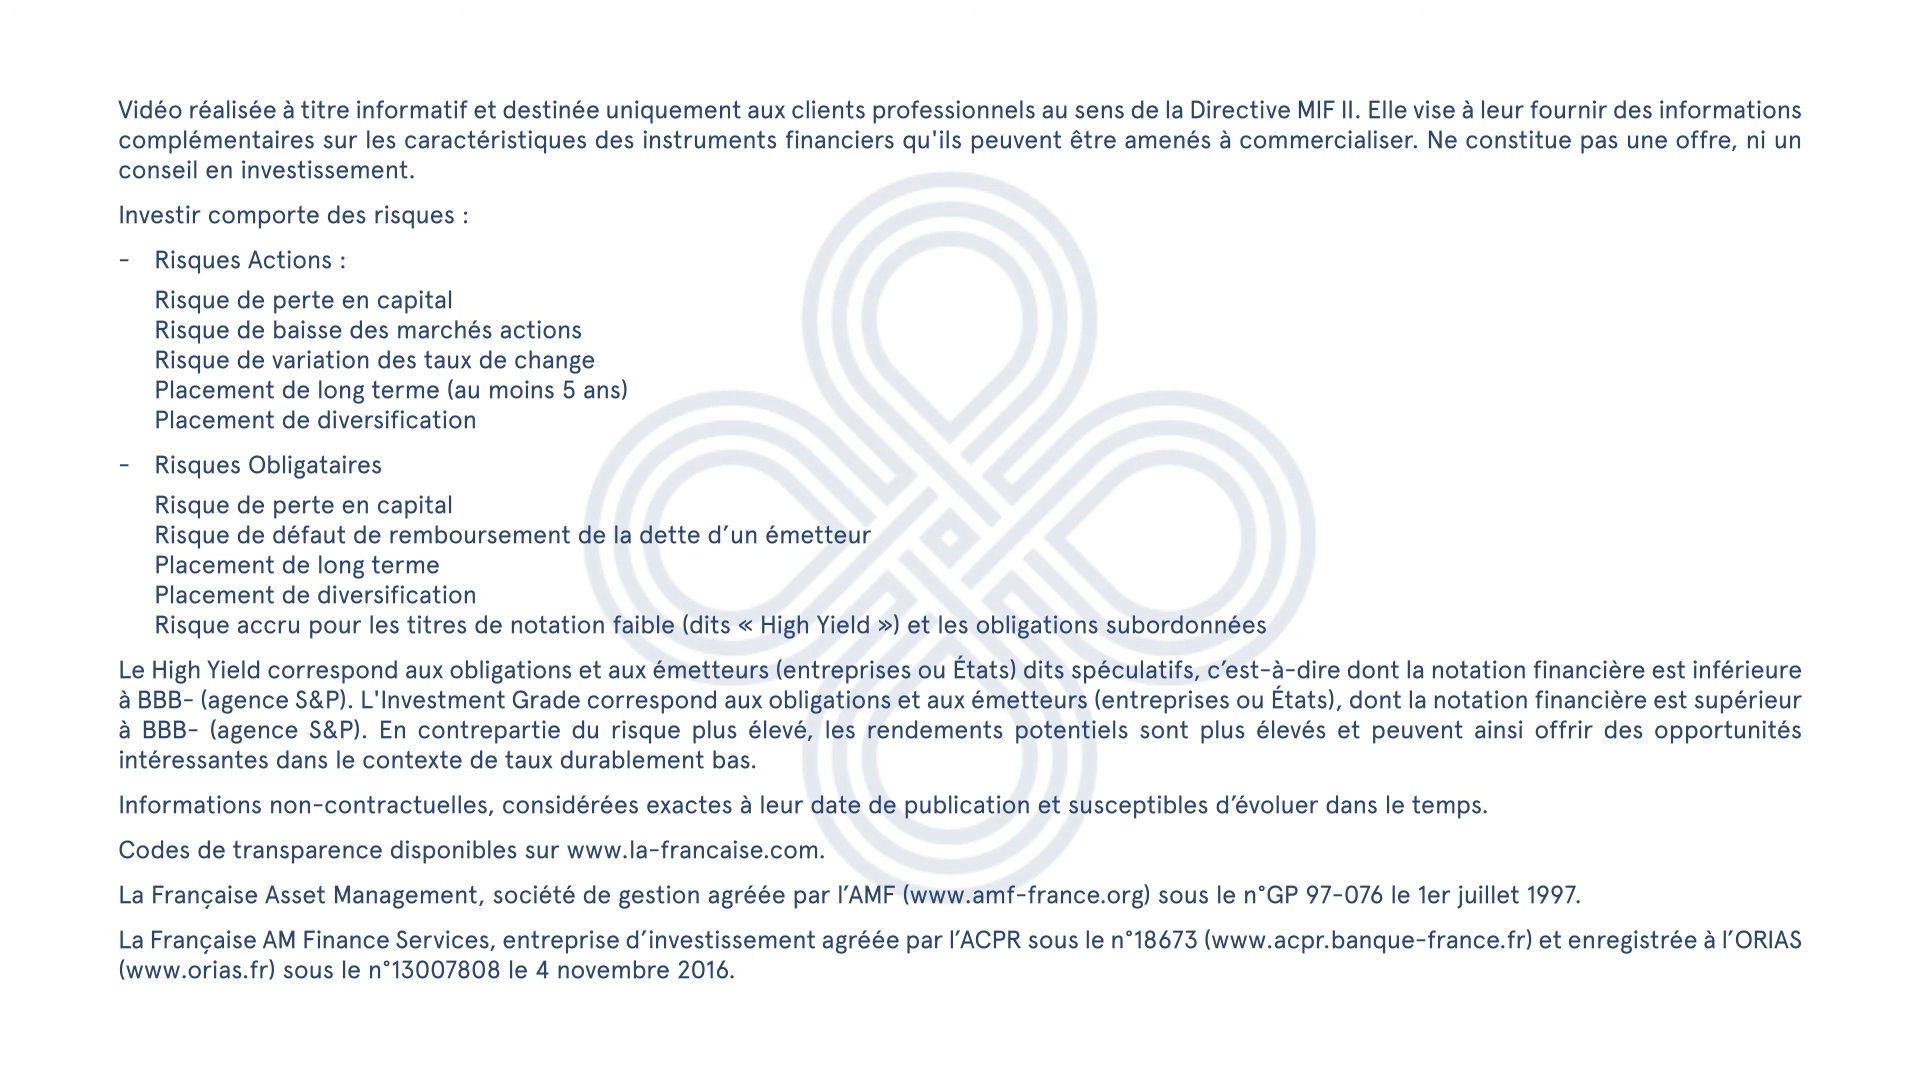 Vidéo réalisée à titre informatif et destinée uniquement aux clients professionnels au sens de la Directive MIF II. Elle vise à leur fournir des informations
complémentaires sur les caractéristiques des instruments financiers qu'ils peuvent être amenés à commercialiser. Ne constitue pas une offre, ni un
conseil en investissement.
Investir comporte des risques :
- Risques Actions :
Risque de perte en capital
Risque de baisse des marchés actions
Risque de variation des taux de change
Placement de long terme (au moins 5 ans)
Placement de diversification
- Risques Obligataires
Risque de perte en capital
Risque de défaut de remboursement de la dette d’un émetteur
Placement de long terme
Placement de diversification
Risque accru pour les titres de notation faible (dits « High Yield ») et les obligations subordonnées
Le High Yield correspond aux obligations et aux émetteurs (entreprises ou États) dits spéculatifs, c’est-à-dire dont la notation financière est inférieure
à BBB- (agence S&P). L'Investment Grade correspond aux obligations et aux émetteurs (entreprises ou États), dont la notation financière est supérieur
à BBB- (agence S&P). En contrepartie du risque plus élevé, les rendements potentiels sont plus élevés et peuvent ainsi offrir des opportunités
intéressantes dans le contexte de taux durablement bas.
Informations non-contractuelles, considérées exactes à leur date de publication et susceptibles d’évoluer dans le temps.
Codes de transparence disponibles sur www.la-francaise.com.
La Française Asset Management, société de gestion agréée par l’AMF (www.amf-france.org) sous le n°GP 97-076 le 1er juillet 1997.
La Française AM Finance Services, entreprise d’investissement agréée par l’ACPR sous le n°18673 (www.acpr.banque-france.fr) et enregistrée à l’ORIAS
(www.orias.fr) sous le n°13007808 le 4 novembre 2016.